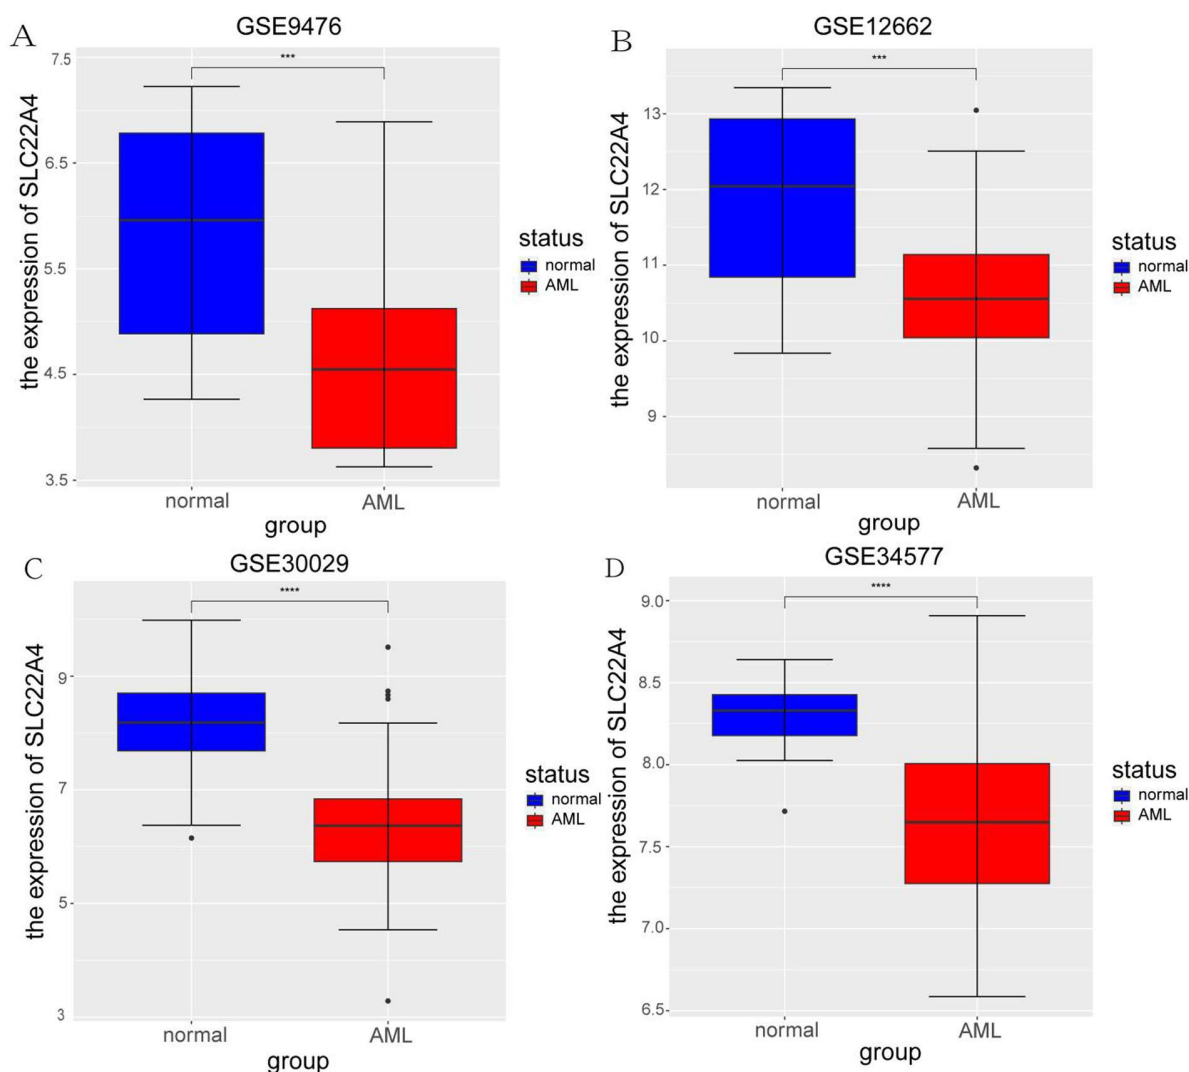 A
GSE9476
the expression of SLC22A4
7.5
6.5
5.5
4.5
3.5
***
normal
AML
group
status
normal
AML
B
GSE12662
the expression of SLC22A4
13
12
11
10
9
***
normal
AML
group
status
normal
AML
C
GSE30029
the expression of SLC22A4
9
7
5
3
****
normal
AML
group
status
normal
AML
D
GSE34577
the expression of SLC22A4
9.0
8.5
8.0
7.5
7.0
6.5
****
normal
AML
group
status
normal
AML